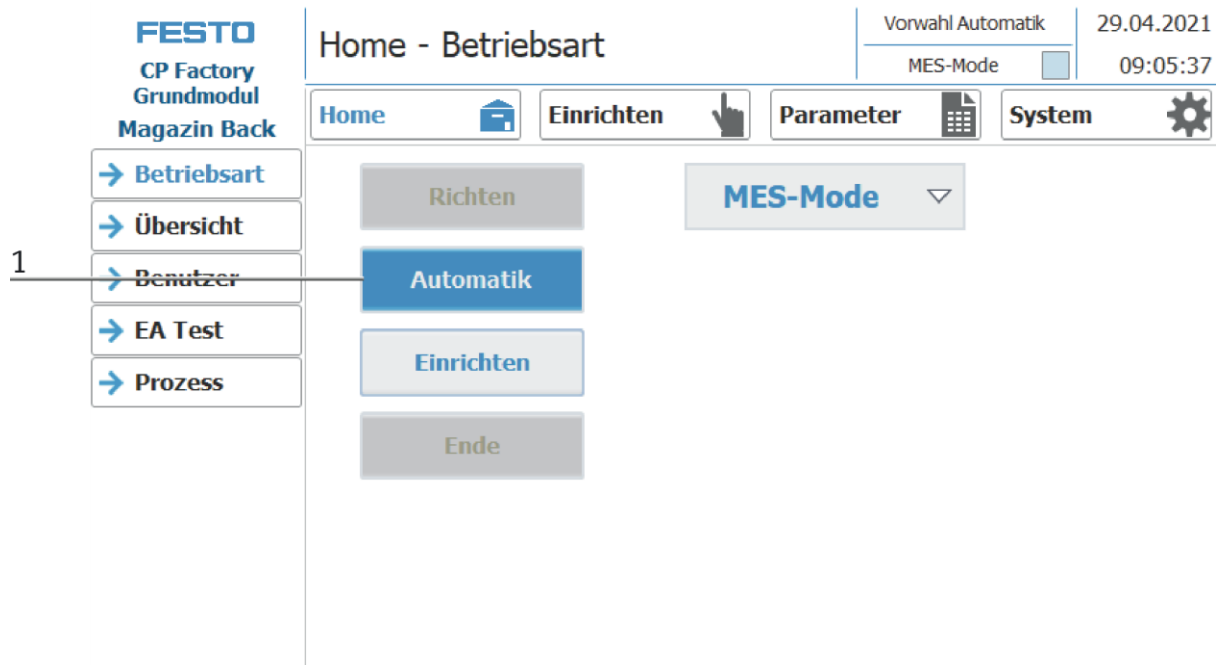 FESTO
CP Factory
Grundmodul
Magazin Back
Home - Betriebsart
Vorwahl Automatik
MES-Mode
29.04.2021
09:05:37
Home
Einrichten
Parameter
System
Betriebsart
Übersicht
Benutzer
EA Test
Prozess
1
Richten
Automatik
Einrichten
Ende
MES-Mode